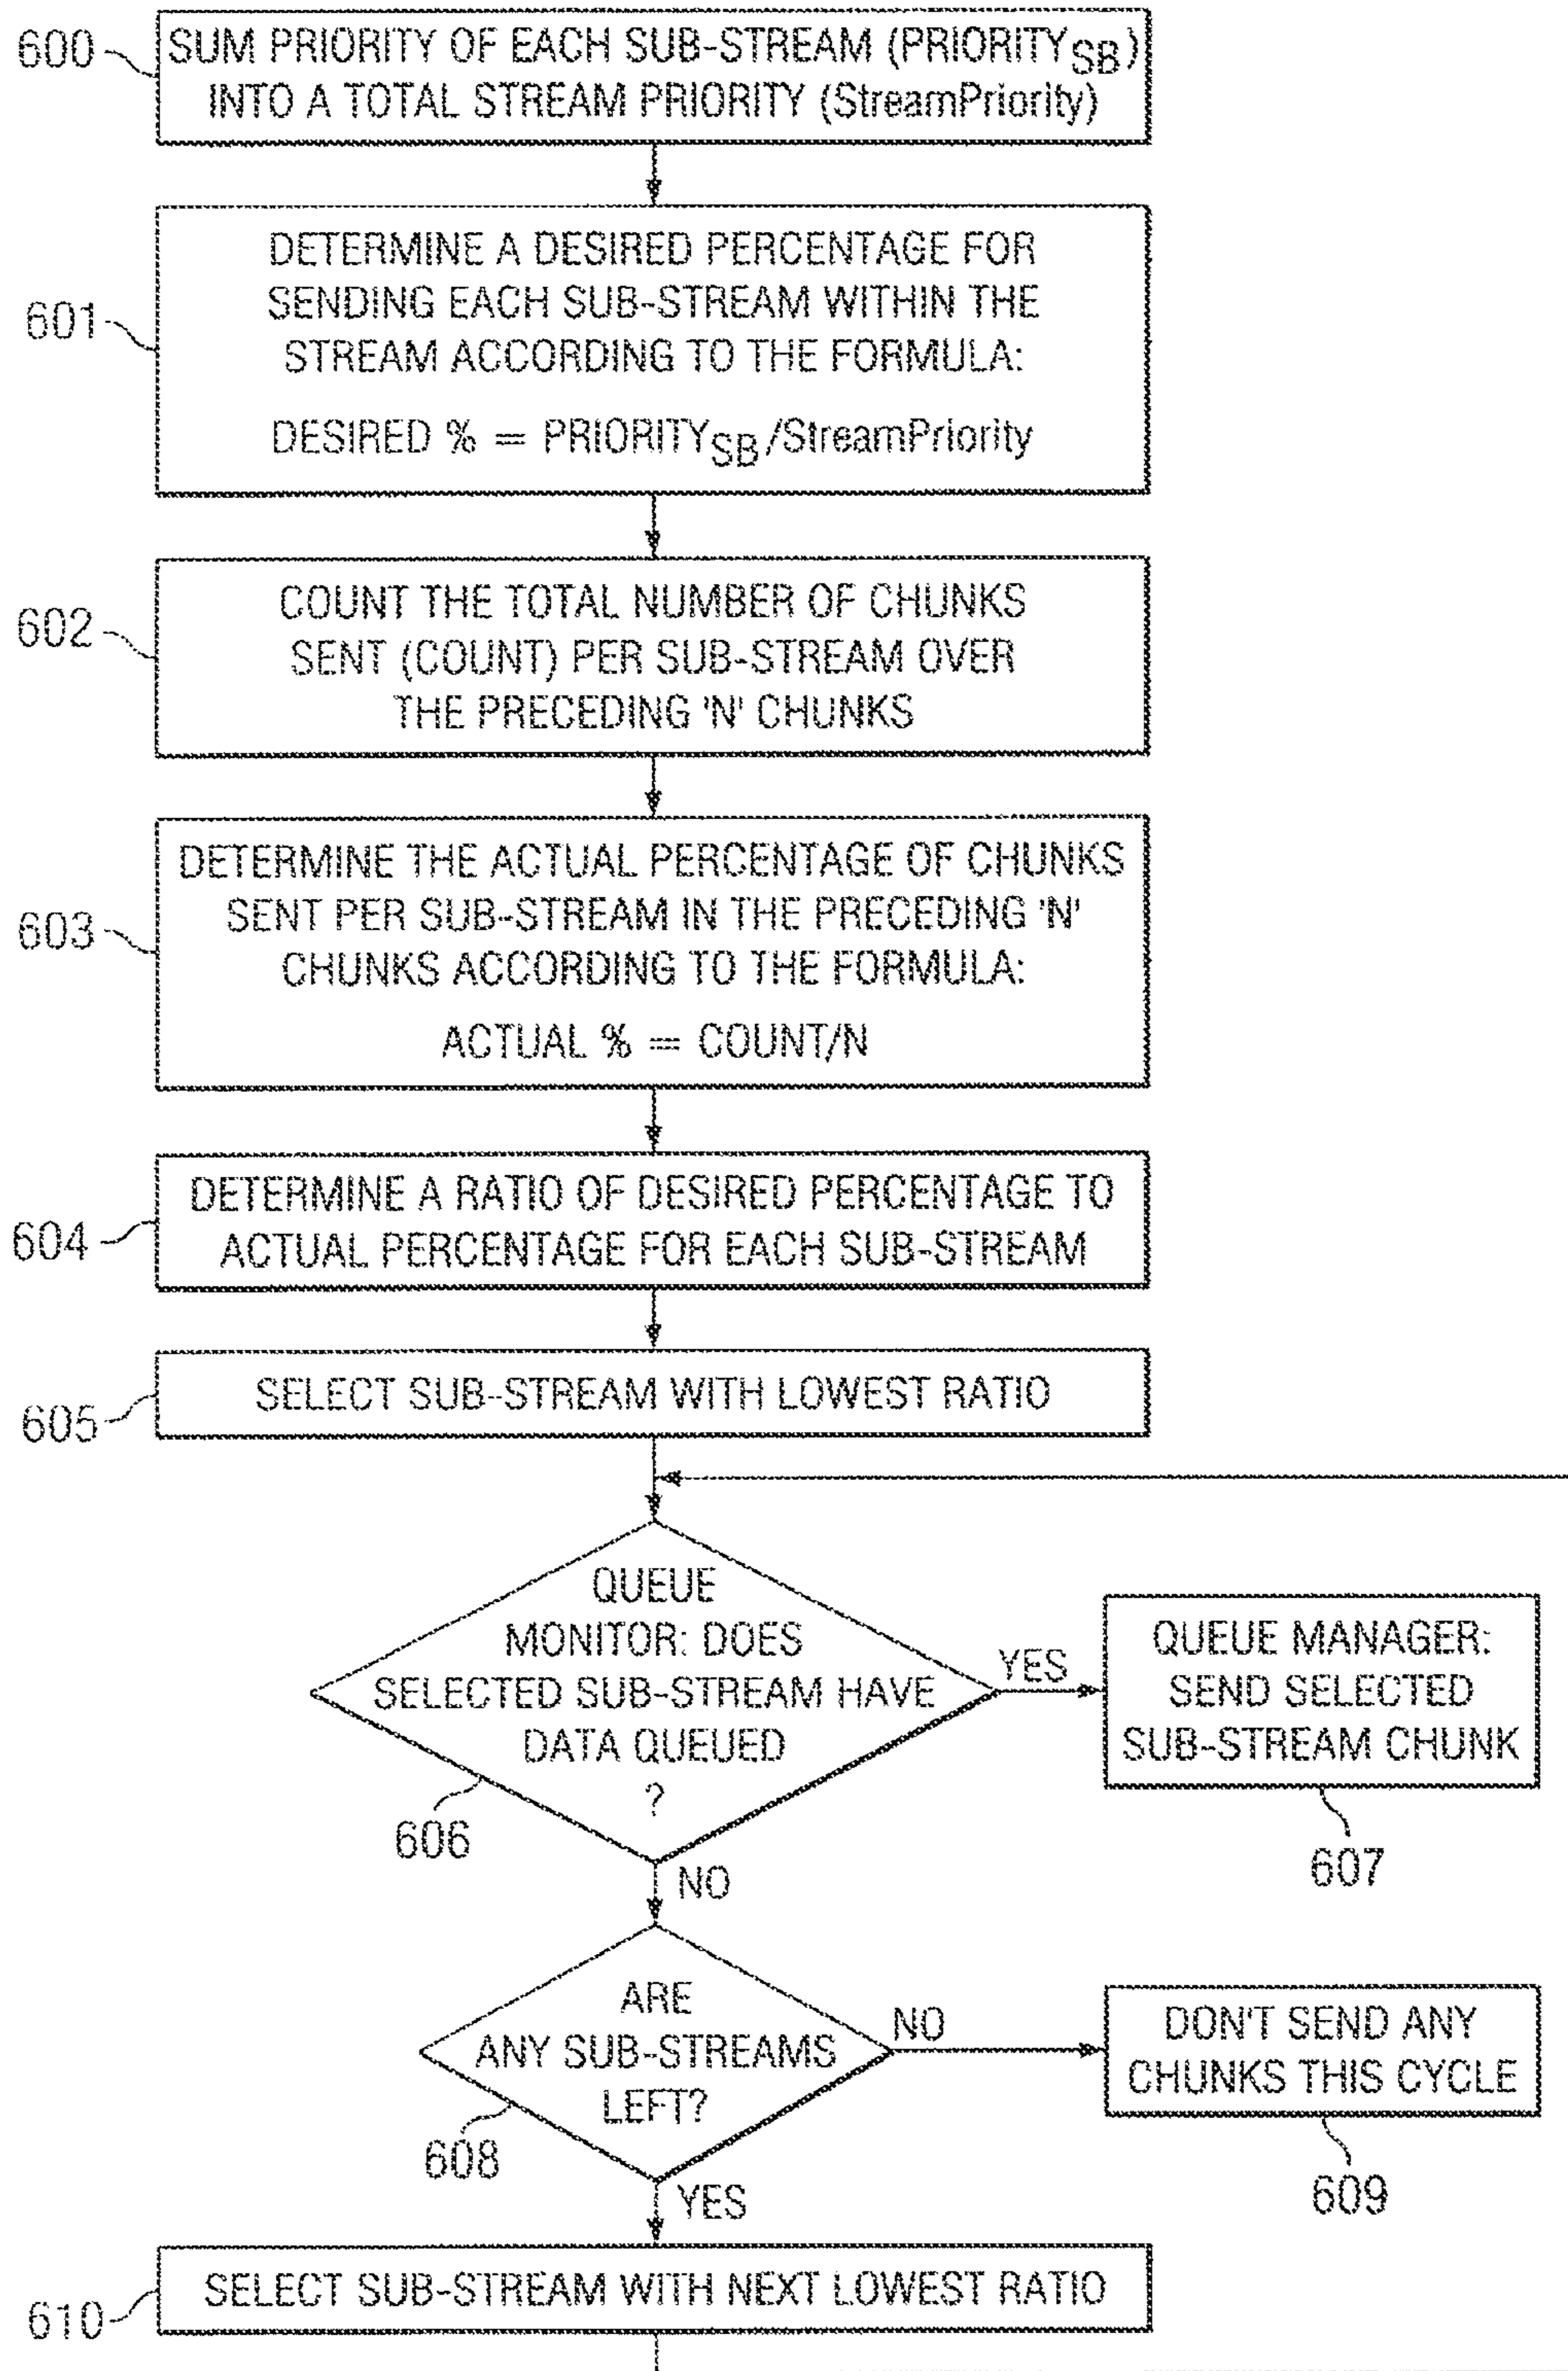 600
SUM PRIORITY OF EACH SUB-STREAM (PRIORITYSB)
INTO A TOTAL STREAM PRIORITY (StreamPriority)
601
DETERMINE A DESIRED PERCENTAGE FOR
SENDING EACH SUB-STREAM WITHIN THE
STREAM ACCORDING TO THE FORMULA:
DESIRED % = PRIORITYSB/StreamPriority
602
COUNT THE TOTAL NUMBER OF CHUNKS
SENT (COUNT) PER SUB-STREAM OVER
THE PRECEDING 'N' CHUNKS
603
DETERMINE THE ACTUAL PERCENTAGE OF CHUNKS
SENT PER SUB-STREAM IN THE PRECEDING 'N'
CHUNKS ACCORDING TO THE FORMULA:
ACTUAL % = COUNT/N
604
DETERMINE A RATIO OF DESIRED PERCENTAGE TO
ACTUAL PERCENTAGE FOR EACH SUB-STREAM
605
SELECT SUB-STREAM WITH LOWEST RATIO
QUEUE
MONITOR: DOES
SELECTED SUB-STREAM HAVE
DATA QUEUED
?
606
YES
QUEUE MANAGER:
SEND SELECTED
SUB-STREAM CHUNK
607
NO
ARE
ANY SUB-STREAMS
LEFT?
608
NO
DON'T SEND ANY
CHUNKS THIS CYCLE
609
YES
610
SELECT SUB-STREAM WITH NEXT LOWEST RATIO